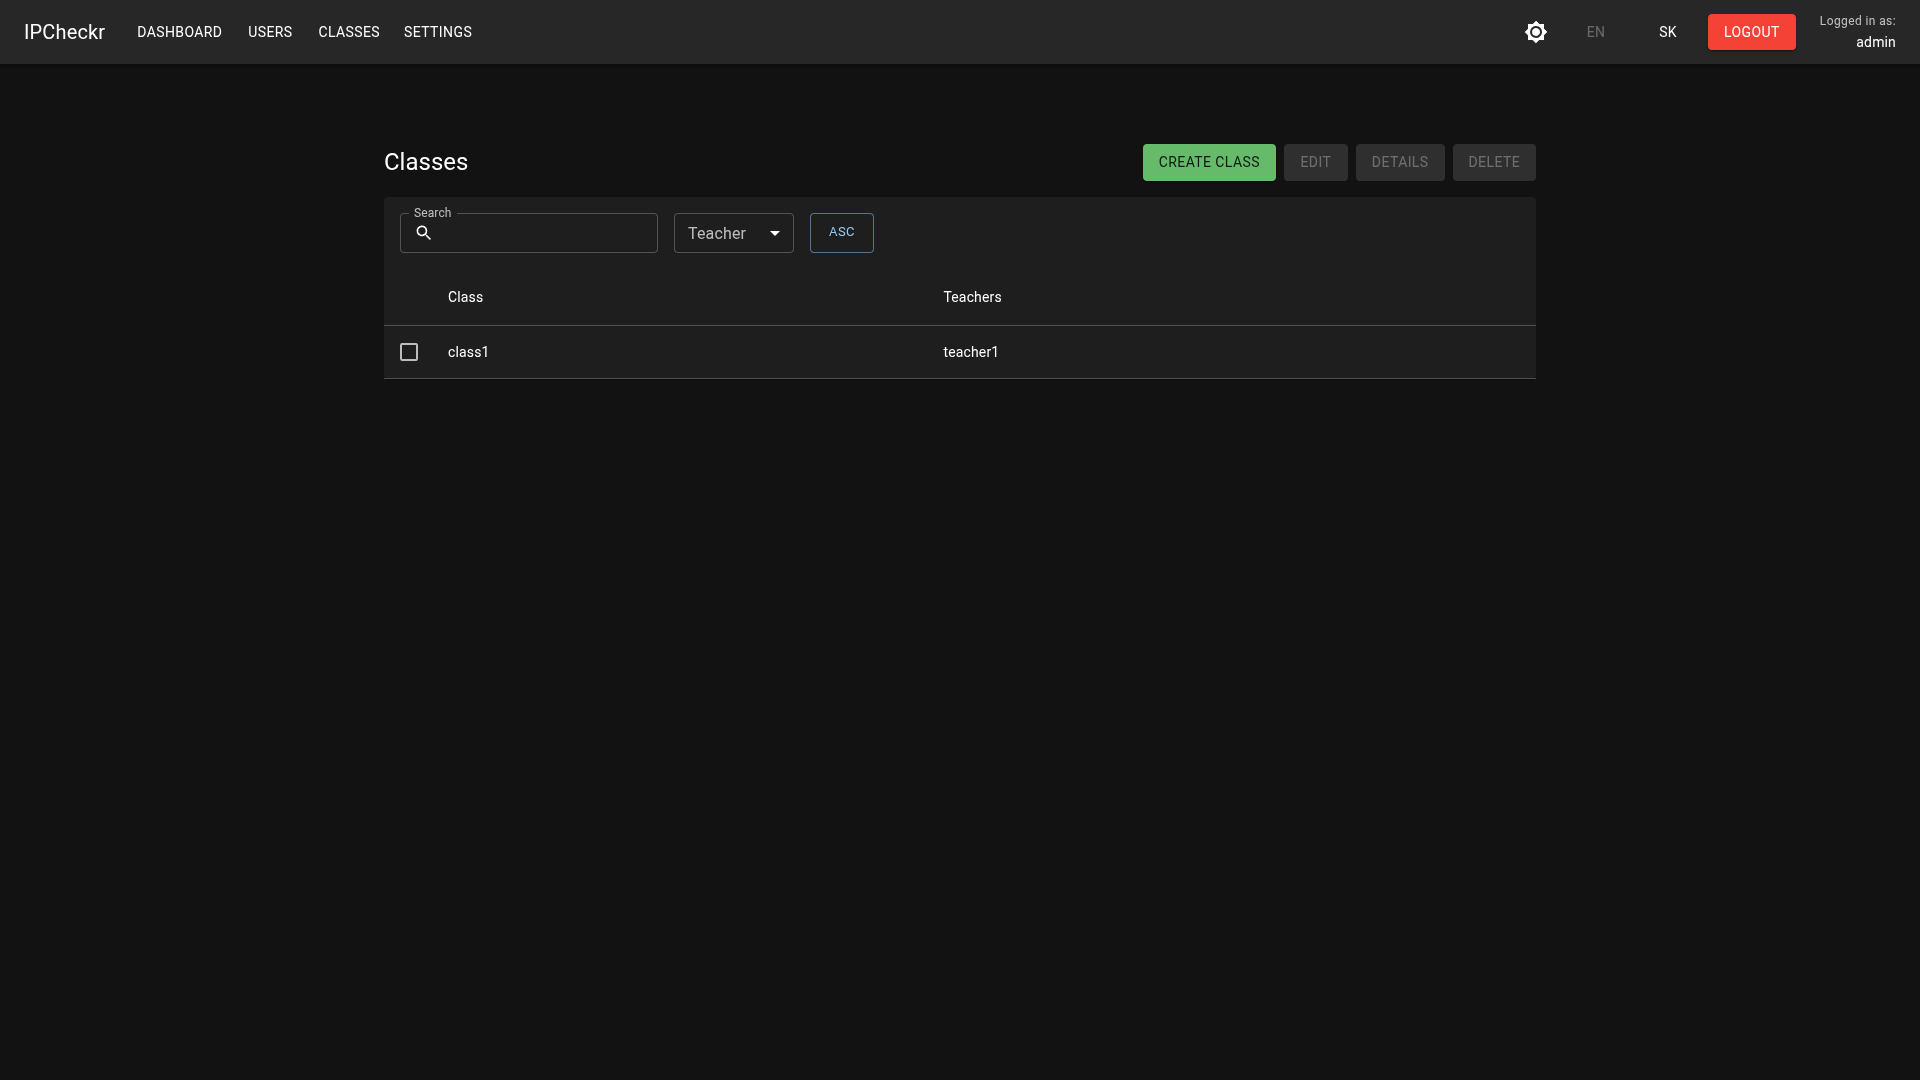 IPCheckr DASHBOARD USERS CLASSES SETTINGS EN SK LOGOUT Logged in as:
admin
Classes CREATE CLASS EDIT DETAILS DELETE
Search
Teacher ASC
Class Teachers
class1 teacher1